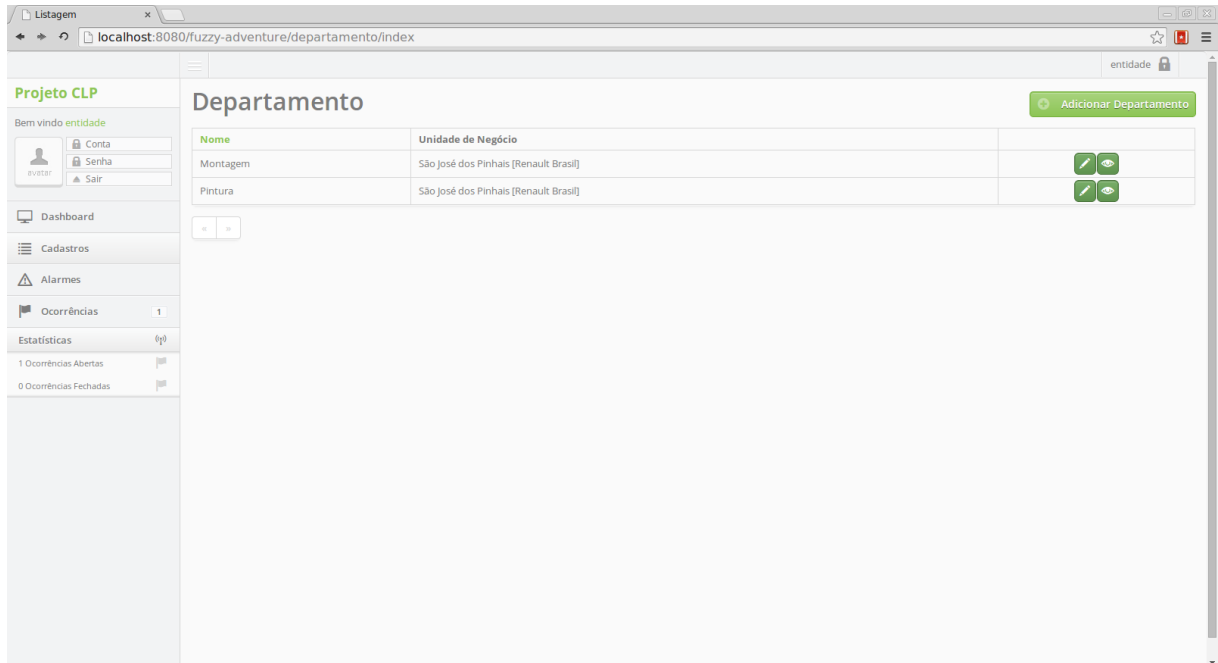 Listagem
localhost:8080/fuzzy-adventure/departamento/index
entidade
Projeto CLP
Bem vindo entidade
avatar
Conta
Senha
Sair
Dashboard
Cadastros
Alarmes
Ocorrências 1
Estatísticas
1 Ocorrências Abertas
0 Ocorrências Fechadas
Departamento
Adicionar Departamento
Nome Unidade de Negócio
Montagem São José dos Pinhais [Renault Brasil]
Pintura São José dos Pinhais [Renault Brasil]
« »